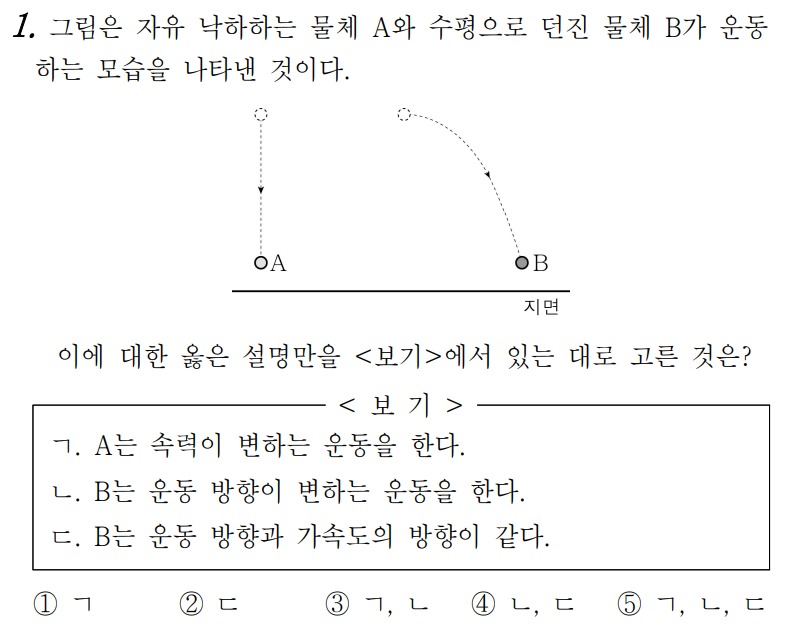 1. 그림은 자유 낙하하는 물체 A와 수평으로 던진 물체 B가 운동
하는 모습을 나타낸 것이다.
A
B
지면
이에 대한 옳은 설명만을 <보기>에서 있는 대로 고른 것은?
< 보 기 >
ㄱ. A는 속력이 변하는 운동을 한다.
ㄴ. B는 운동 방향이 변하는 운동을 한다.
ㄷ. B는 운동 방향과 가속도의 방향이 같다.
① ㄱ ② ㄷ ③ ㄱ, ㄴ ④ ㄴ, ㄷ ⑤ ㄱ, ㄴ, ㄷ